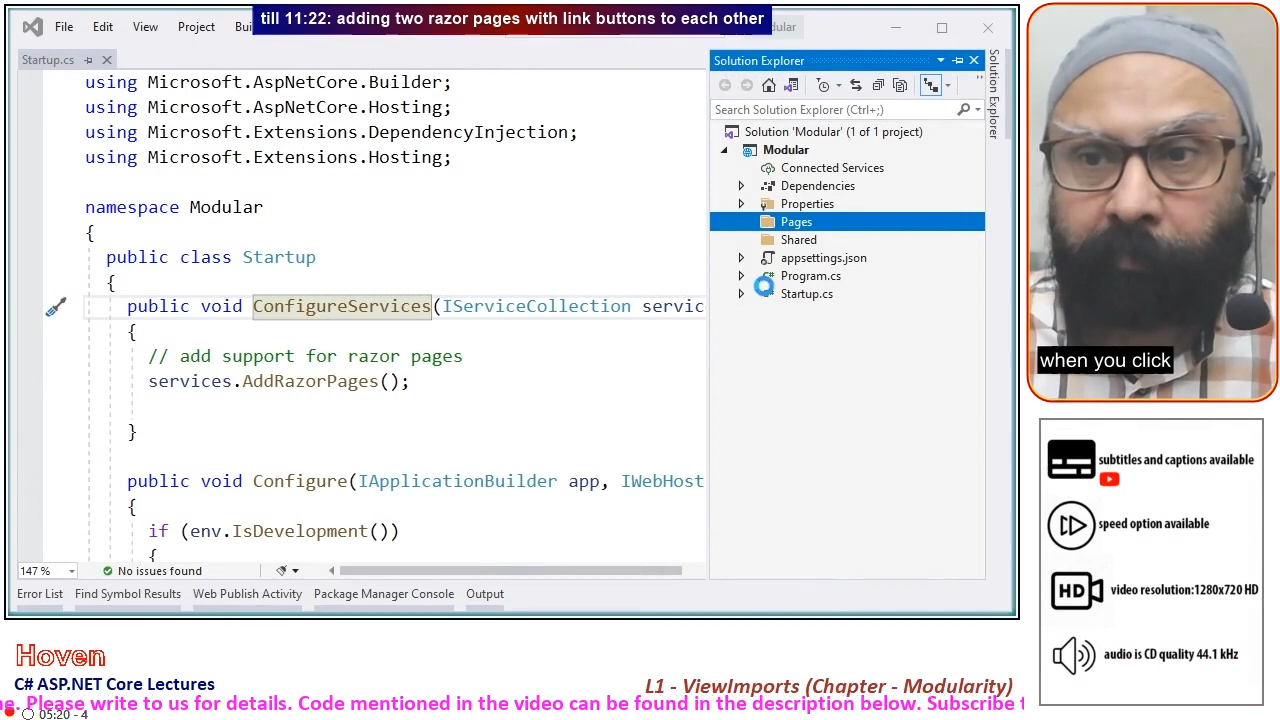 till 11:22: adding two razor pages with link buttons to each other
File Edit View Project
Startup.cs
using Microsoft.AspNetCore.Builder;
using Microsoft.AspNetCore.Hosting;
using Microsoft.Extensions.DependencyInjection;
using Microsoft.Extensions.Hosting;
namespace Modular
{
public class Startup
{
public void ConfigureServices(IServiceCollection servic
{
// add support for razor pages
services.AddRazorPages();
}
public void Configure(IApplicationBuilder app, IWebHost
{
if (env.IsDevelopment())
{
147 % No issues found
Error List Find Symbol Results Web Publish Activity Package Manager Console Output
Solution Explorer
Search Solution Explorer (Ctrl+;)
Solution 'Modular' (1 of 1 project)
Modular
Connected Services
Dependencies
Properties
Pages
Shared
appsettings.json
Program.cs
Startup.cs
Solution Explorer
when you click
subtitles and captions available
speed option available
HD video resolution:1280x720 HD
audio is CD quality 44.1 kHz
Hoven
C# ASP.NET Core Lectures
L1 - ViewImports (Chapter - Modularity)
Please write to us for details. Code mentioned in the video can be found in the description below. Subscribe
05:20 - 4